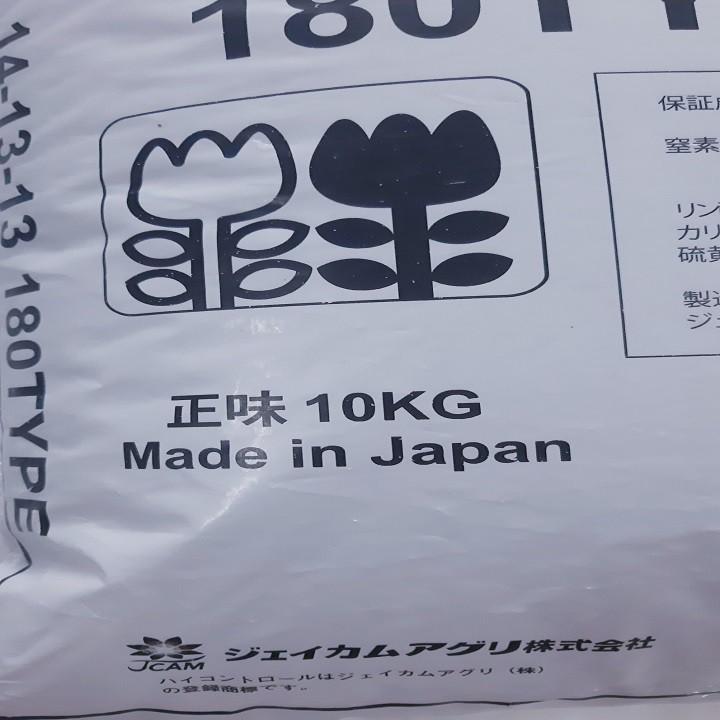 180TY
14-13-13 180TYPE
保証
窒素
リン
カリ
硫黄
製造
ジ
正味 10KG
Made in Japan
JCAM ジェイカムアグリ株式会社
ハイコントロールはジェイカムアグリ（株）
の登録商標です。